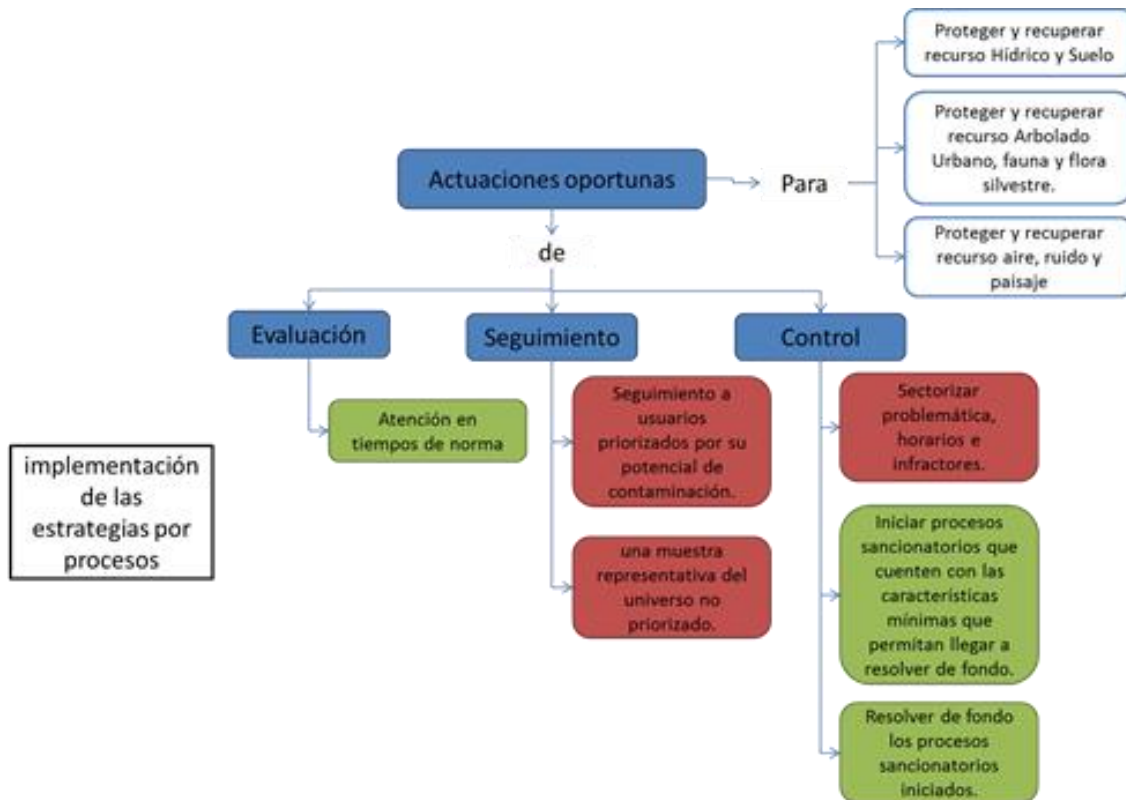 Proteger y recuperar
recurso Hídrico y Suelo
Proteger y recuperar
recurso Arbolado
Urbano, fauna y flora
silvestre.
Actuaciones oportunas
Para
Proteger y recuperar
recurso aire, ruido y
paisaje
de
Evaluación
Seguimiento
Control
Atención en
tiempos de norma
Seguimiento a
usuarios
priorizados por su
potencial de
contaminación.
una muestra
representativa del
universo no
priorizado.
Sectorizar
problemática,
horarios e
infractores.
Iniciar procesos
sancionatorios que
cuenten con las
características
mínimas que
permitan llegar a
resolver de fondo.
Resolver de fondo
los procesos
sancionatorios
iniciados.
implementación
de las
estrategias por
procesos